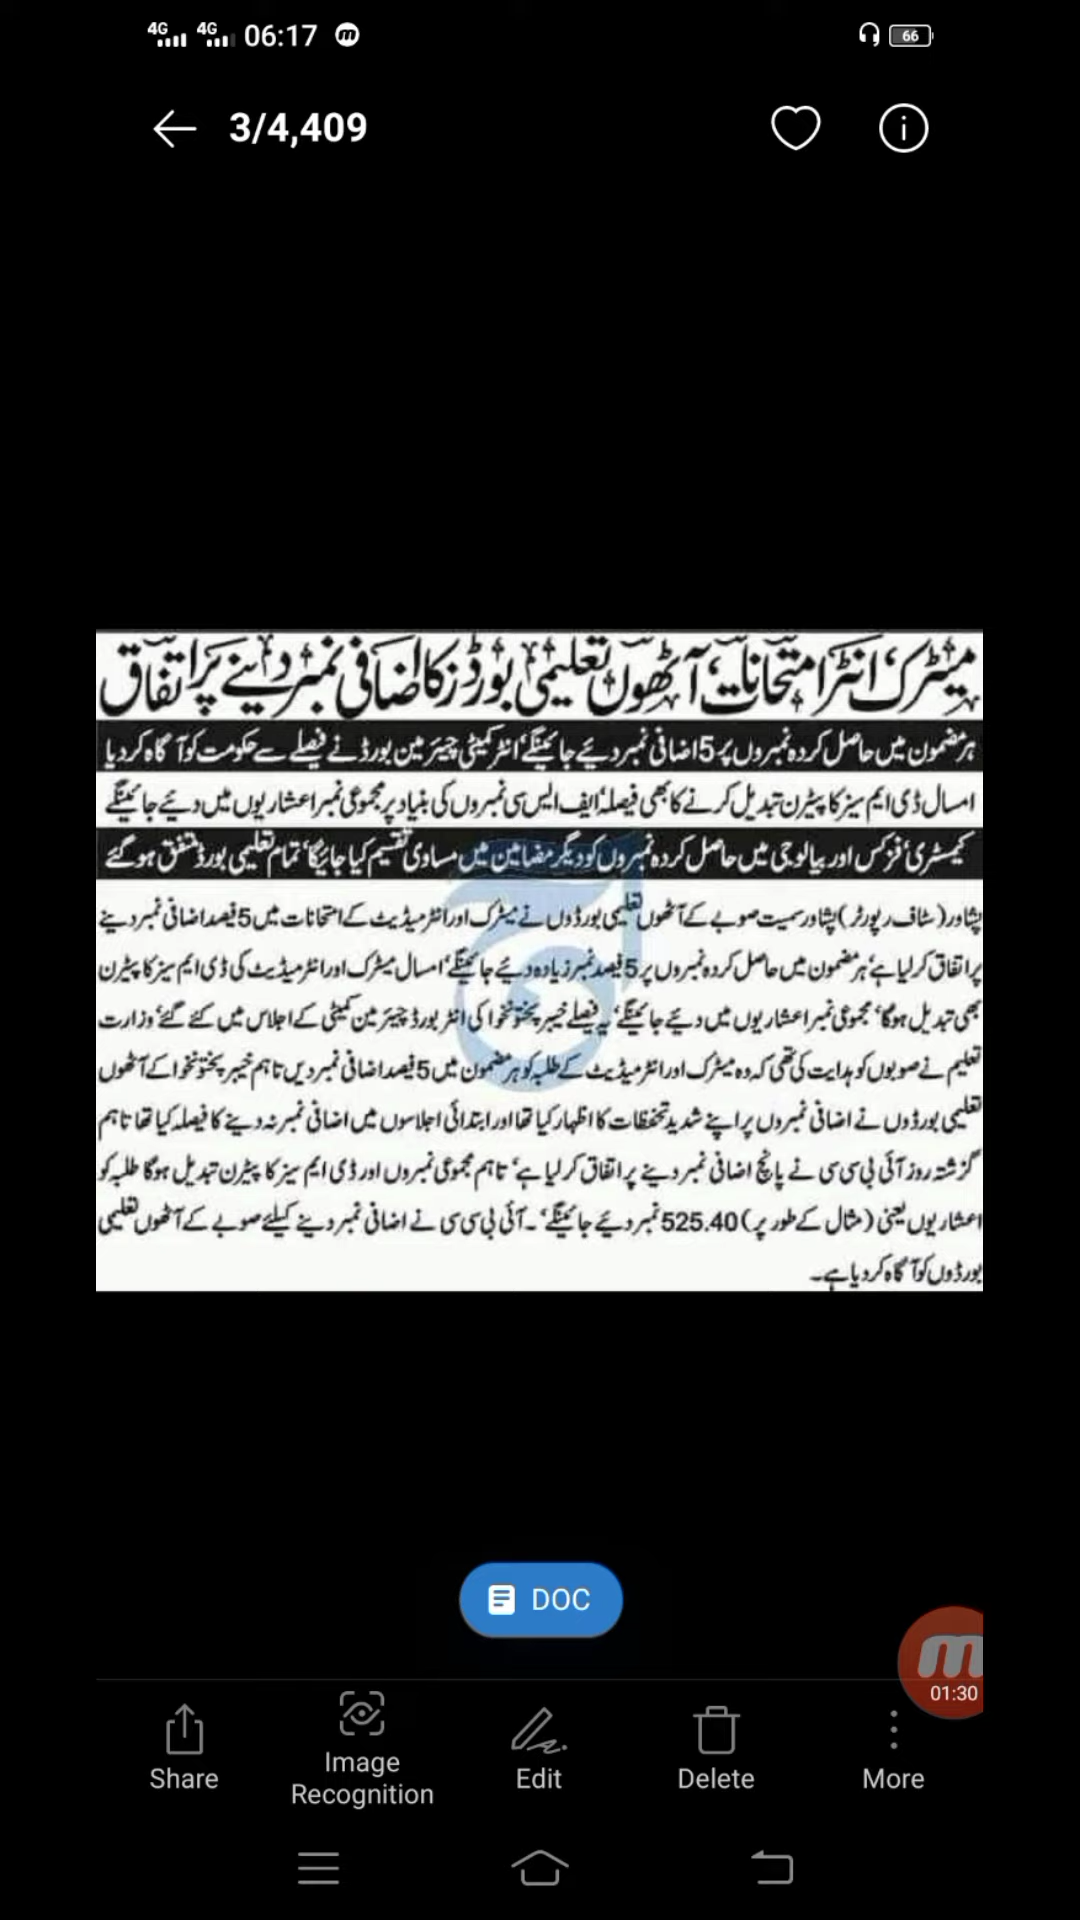 4G 4G 06:17 66
3/4,409
میٹرک‘ انٹر امتحانات‘ آٹھوں تعلیمی بورڈز کا اضافی نمبر دینے پر اتفاق
ہر مضمون میں حاصل کردہ نمبروں پر 5 اضافی نمبر دیئے جائینگے‘ انٹر کمیٹی چیئرمین بورڈ نے فیصلے سے حکومت کو آگاہ کردیا
امسال ڈی ایم سیز کا پیٹرن تبدیل کرنے کا بھی فیصلہ‘ ایف ایس سی نمبروں کی بنیاد پر مجموعی نمبر اعشاریوں میں دیئے جائینگے
کیمسٹری‘ فزکس اور بیالوجی میں حاصل کردہ نمبروں کو دیگر مضامین میں مساوی تقسیم کیا جائیگا‘ تمام تعلیمی بورڈ متفق ہوگئے
پشاور (سٹاف رپورٹر) پشاور سمیت صوبے کے آٹھوں تعلیمی بورڈوں نے میٹرک اور انٹرمیڈیٹ کے امتحانات میں 5 فیصد اضافی نمبر دینے
پر اتفاق کرلیا ہے‘ ہر مضمون میں حاصل کردہ نمبروں پر 5 فیصد نمبر زیادہ دیئے جائینگے‘ امسال میٹرک اور انٹرمیڈیٹ کی ڈی ایم سیز کا پیٹرن
بھی تبدیل ہوگا‘ مجموعی نمبر اعشاریوں میں دیئے جائینگے‘ یہ فیصلے خیبرپختونخوا کی انٹر بورڈ چیئرمین کمیٹی کے اجلاس میں کئے گئے‘ وزارت
تعلیم نے صوبوں کو ہدایت کی تھی کہ وہ میٹرک اور انٹرمیڈیٹ کے طلبہ کو ہر مضمون میں 5 فیصد اضافی نمبر دیں تاہم خیبرپختونخوا کے آٹھوں
تعلیمی بورڈوں نے اضافی نمبروں پر اپنے شدید تحفظات کا اظہار کیا تھا اور ابتدائی اجلاسوں میں اضافی نمبر نہ دینے کا فیصلہ کیا تھا تاہم
گزشتہ روز آئی بی سی سی نے پانچ اضافی نمبر دینے پر اتفاق کرلیا ہے‘ تاہم مجموعی نمبروں اور ڈی ایم سیز کا پیٹرن تبدیل ہوگا طلبہ کو
اعشاریوں یعنی (مثال کے طور پر) 525.40 نمبر دیئے جائینگے‘۔ آئی بی سی سی نے اضافی نمبر دینے کیلئے صوبے کے آٹھوں تعلیمی
بورڈوں کو آگاہ کردیا ہے۔
DOC
01:30
Share Image Recognition Edit Delete More